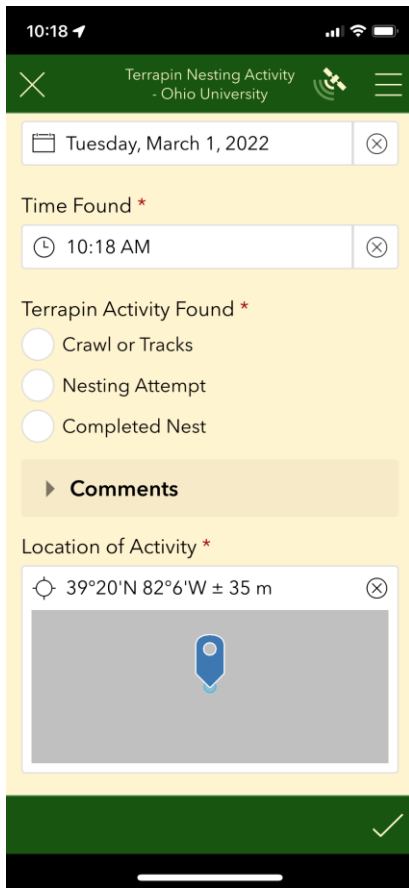 10:18
Terrapin Nesting Activity
- Ohio University
Tuesday, March 1, 2022
Time Found *
10:18 AM
Terrapin Activity Found *
Crawl or Tracks
Nesting Attempt
Completed Nest
Comments
Location of Activity *
39°20'N 82°6'W ± 35 m